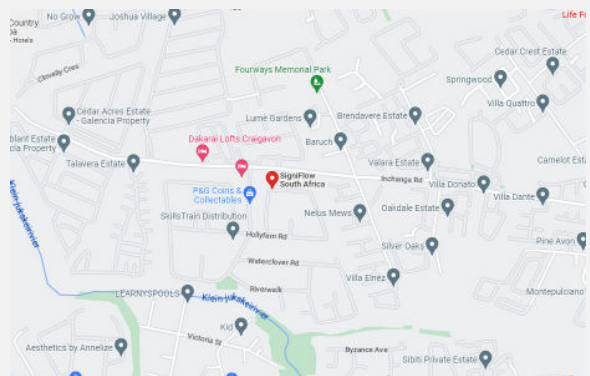 Country
No Grow
Joshua Village
Life F
- Hotels
Clovelly Cres
Cedar Crest Estate
Fourways Memorial Park
Springwood
Villa Quattro
Cedar Acres Estate
- Galencia Property
Lumé Gardens
Brendavere Estate
Dakarai Lofts Craigavon
Baruch
Talavera Estate
Valara Estate
Camelot Est
SigniFlow
South Africa
Inchanga Rd
Villa Donato
Villa Dante
P&G Coins &
Collectables
Nelus Mews
Oakdale Estate
SkillsTrain Distribution
Hollyfern Rd
Silver Oaks
Pine Avon
Klein Jukskeirivier
Waterclover Rd
Villa Elnez
Riverwalk
Montepulciano
LEARNYSPOOLS
Klein Jukskeirivier
Kid
Victoria St
Aesthetics by Annelize
Byzance Ave
Sibiti Private Estate